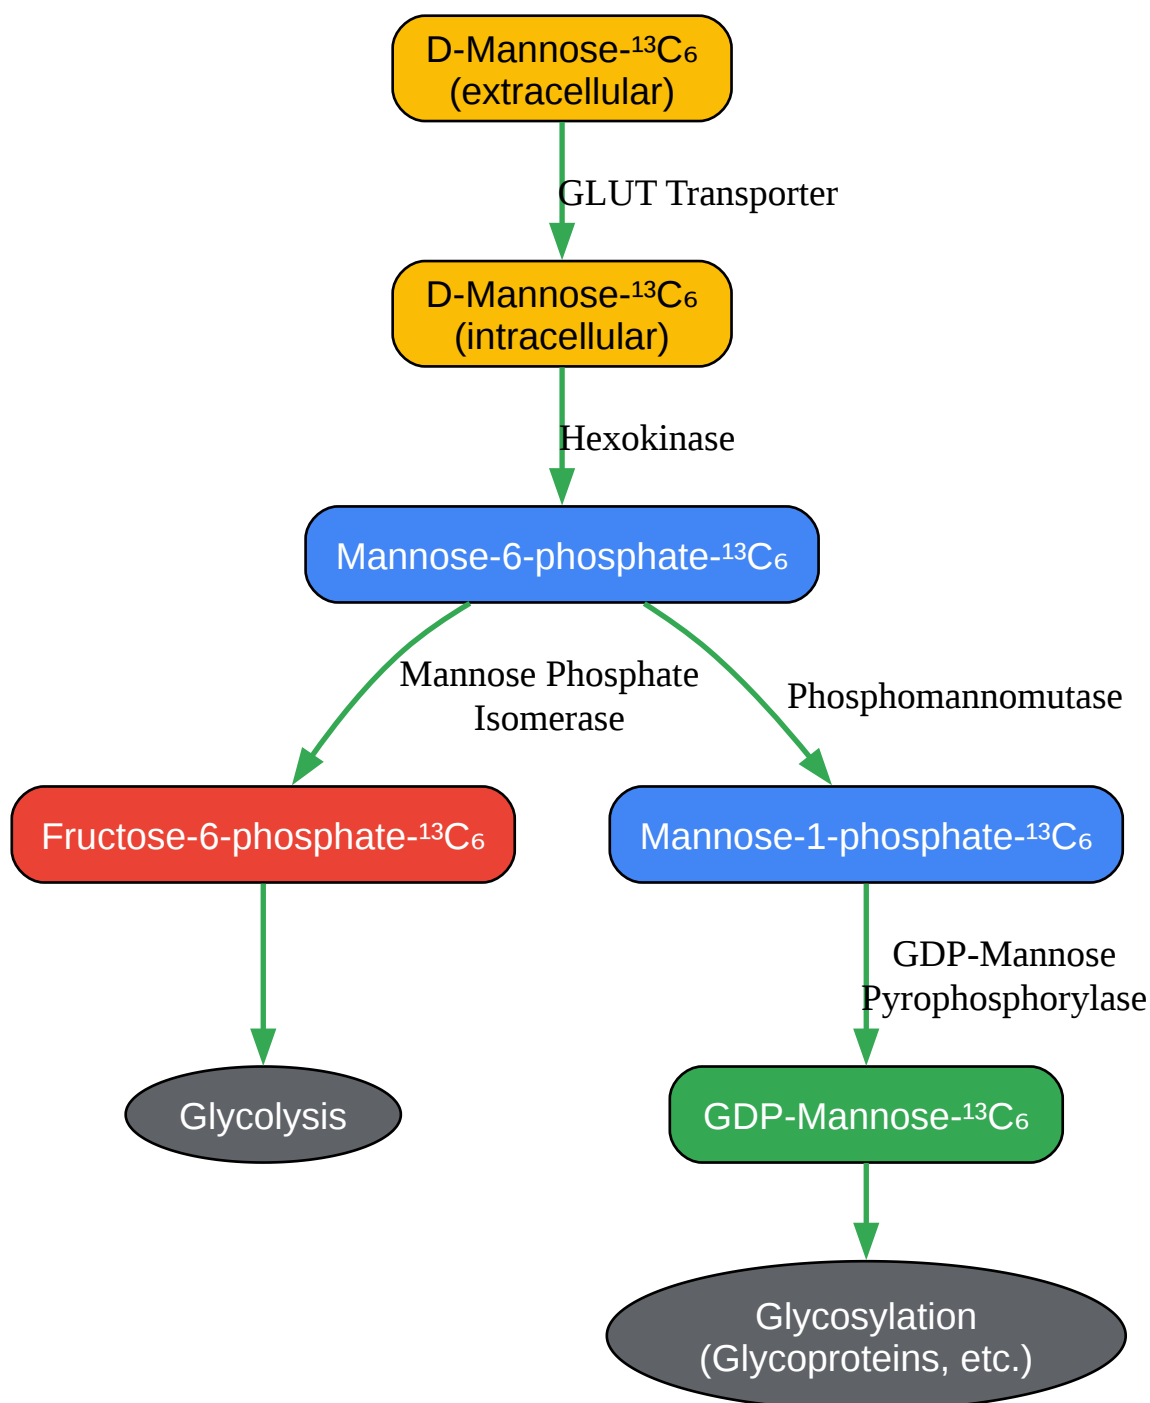 D-Mannose-¹³C₆
(extracellular)
GLUT Transporter
D-Mannose-¹³C₆
(intracellular)
Hexokinase
Mannose-6-phosphate-¹³C₆
Mannose Phosphate
Isomerase
Phosphomannomutase
Fructose-6-phosphate-¹³C₆
Mannose-1-phosphate-¹³C₆
GDP-Mannose
Pyrophosphorylase
Glycolysis
GDP-Mannose-¹³C₆
Glycosylation
(Glycoproteins, etc.)